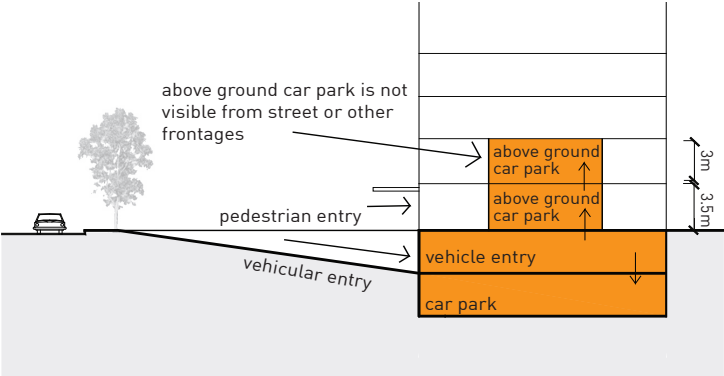 above ground car park is not
visible from street or other
frontages
above ground
car park
3m
above ground
car park
3.5m
pedestrian entry
vehicle entry
vehicular entry
car park